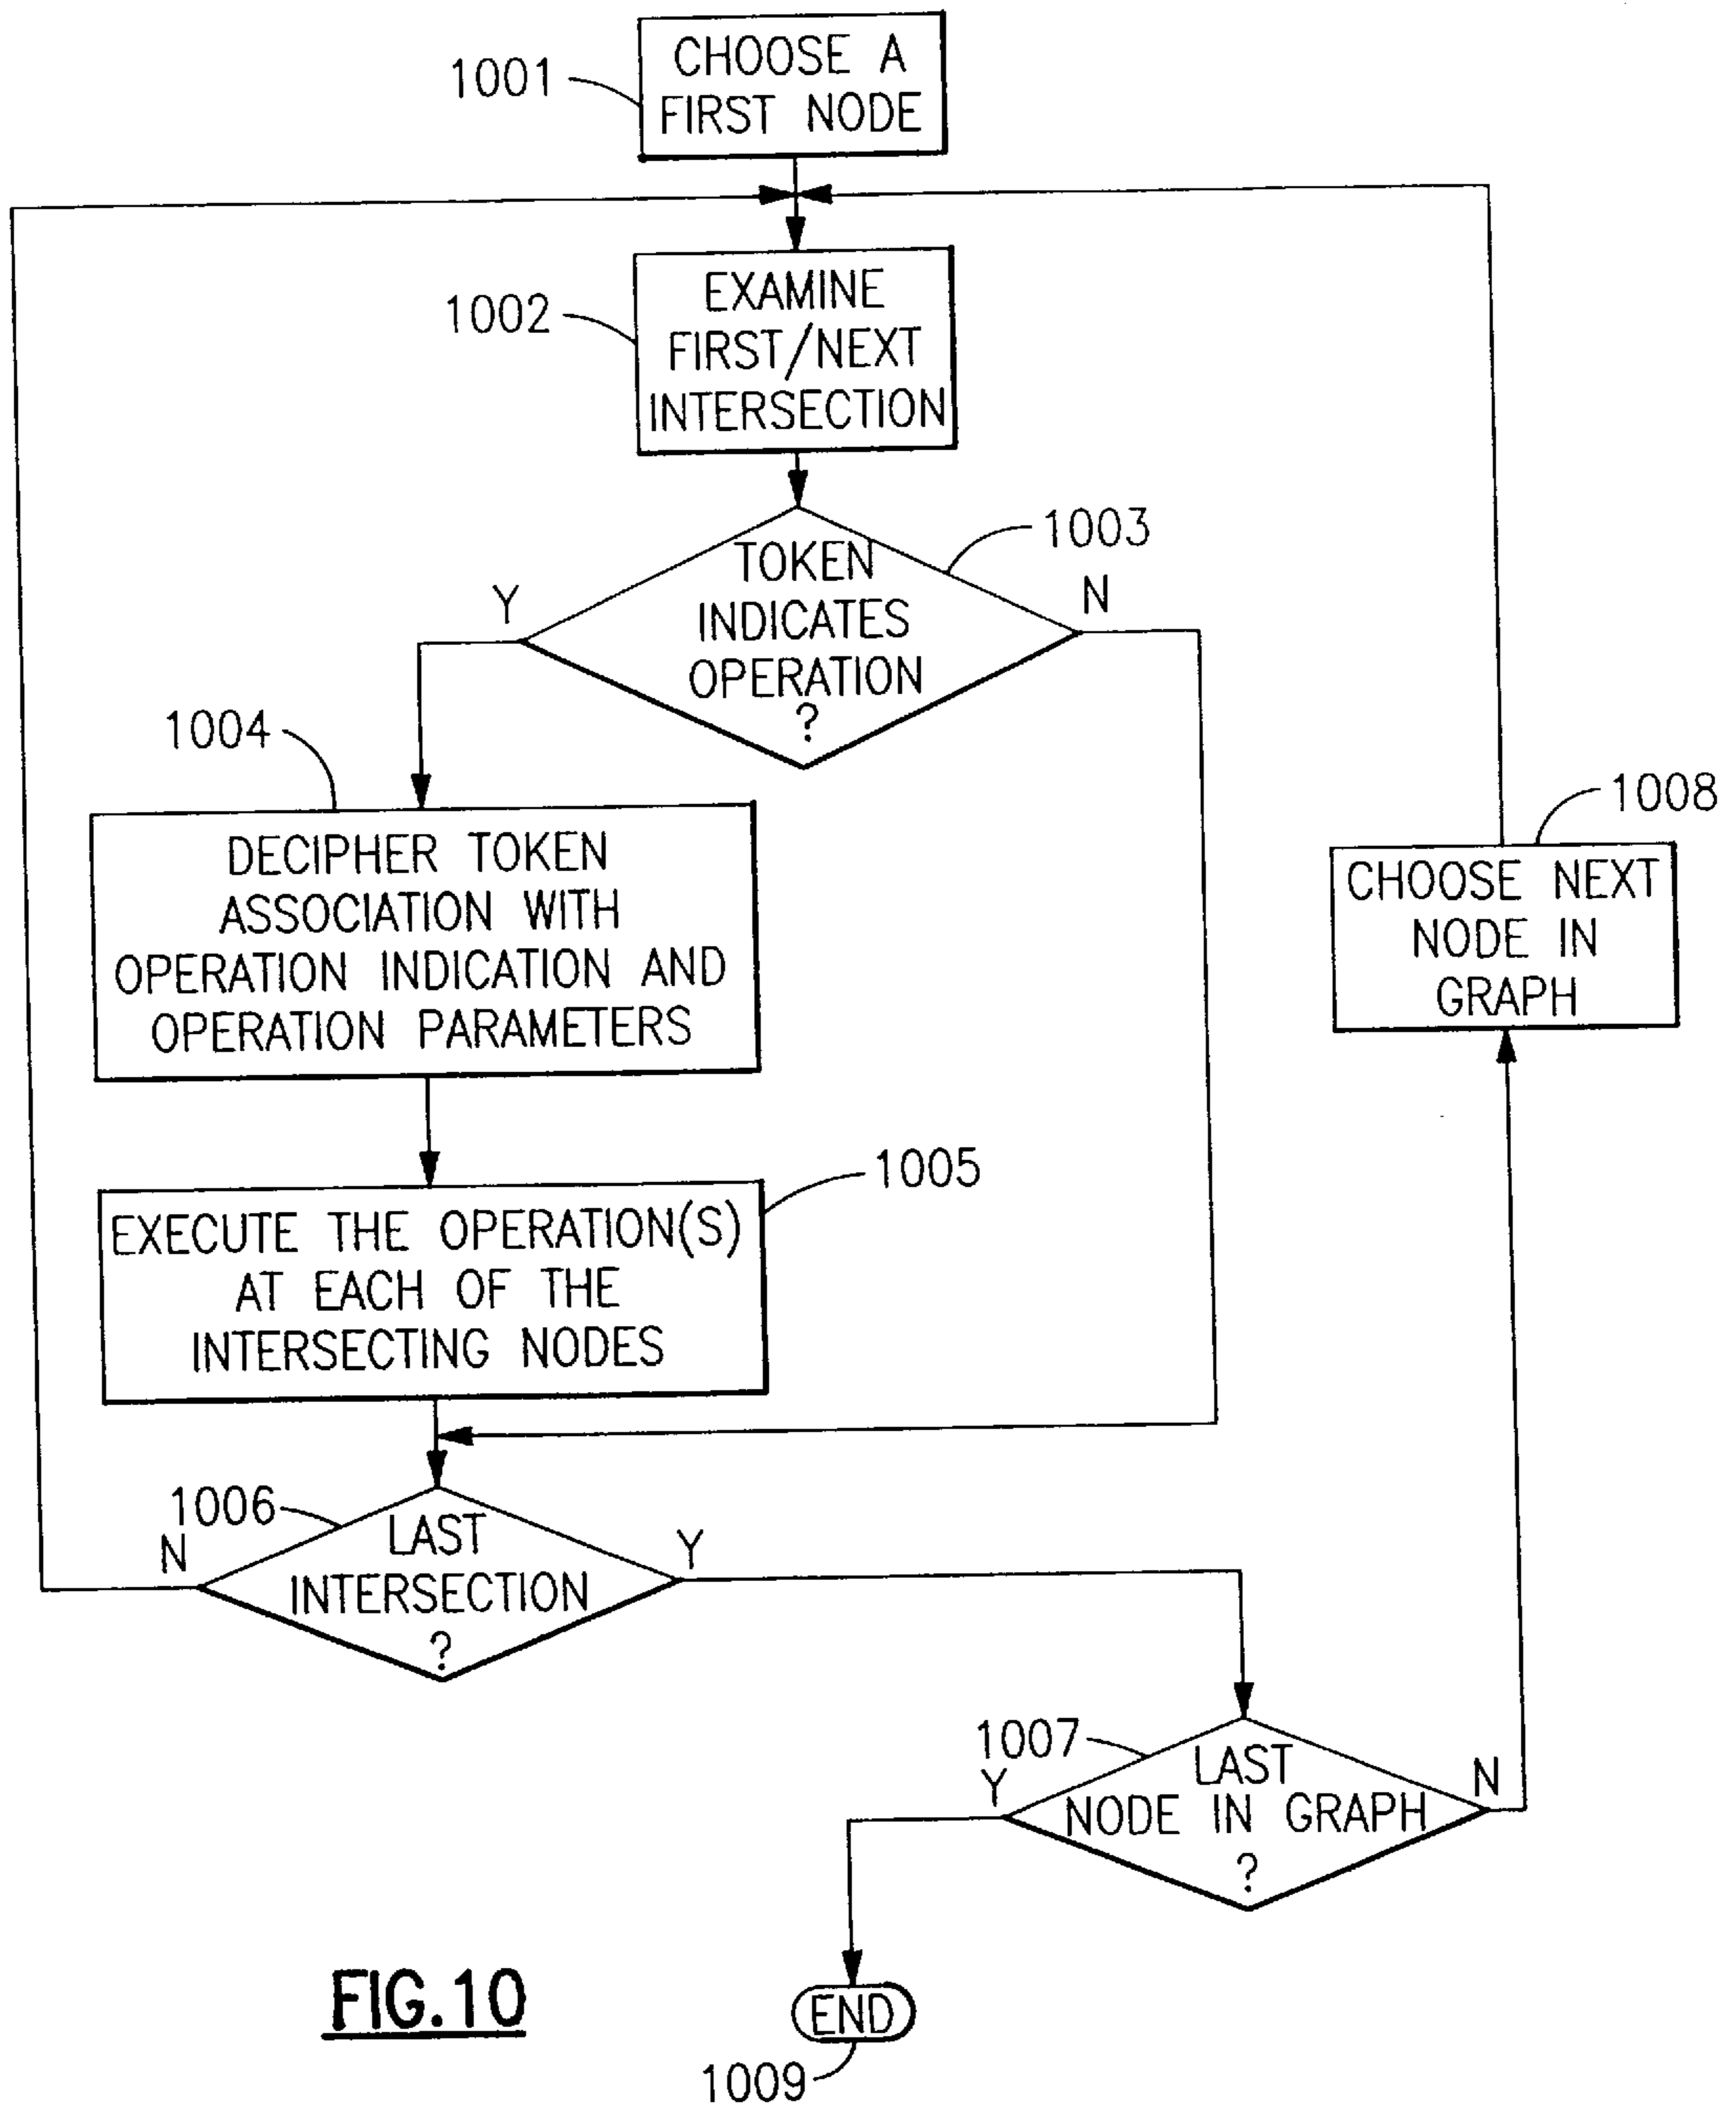 1001
CHOOSE A
FIRST NODE
1002
EXAMINE
FIRST/NEXT
INTERSECTION
1003
TOKEN
INDICATES
OPERATION
?
Y
N
1004
DECIPHER TOKEN
ASSOCIATION WITH
OPERATION INDICATION AND
OPERATION PARAMETERS
1008
CHOOSE NEXT
NODE IN
GRAPH
1005
EXECUTE THE OPERATION(S)
AT EACH OF THE
INTERSECTING NODES
1006
N
LAST
INTERSECTION
?
Y
1007
Y
LAST
NODE IN GRAPH
?
N
END
1009
FIG.10